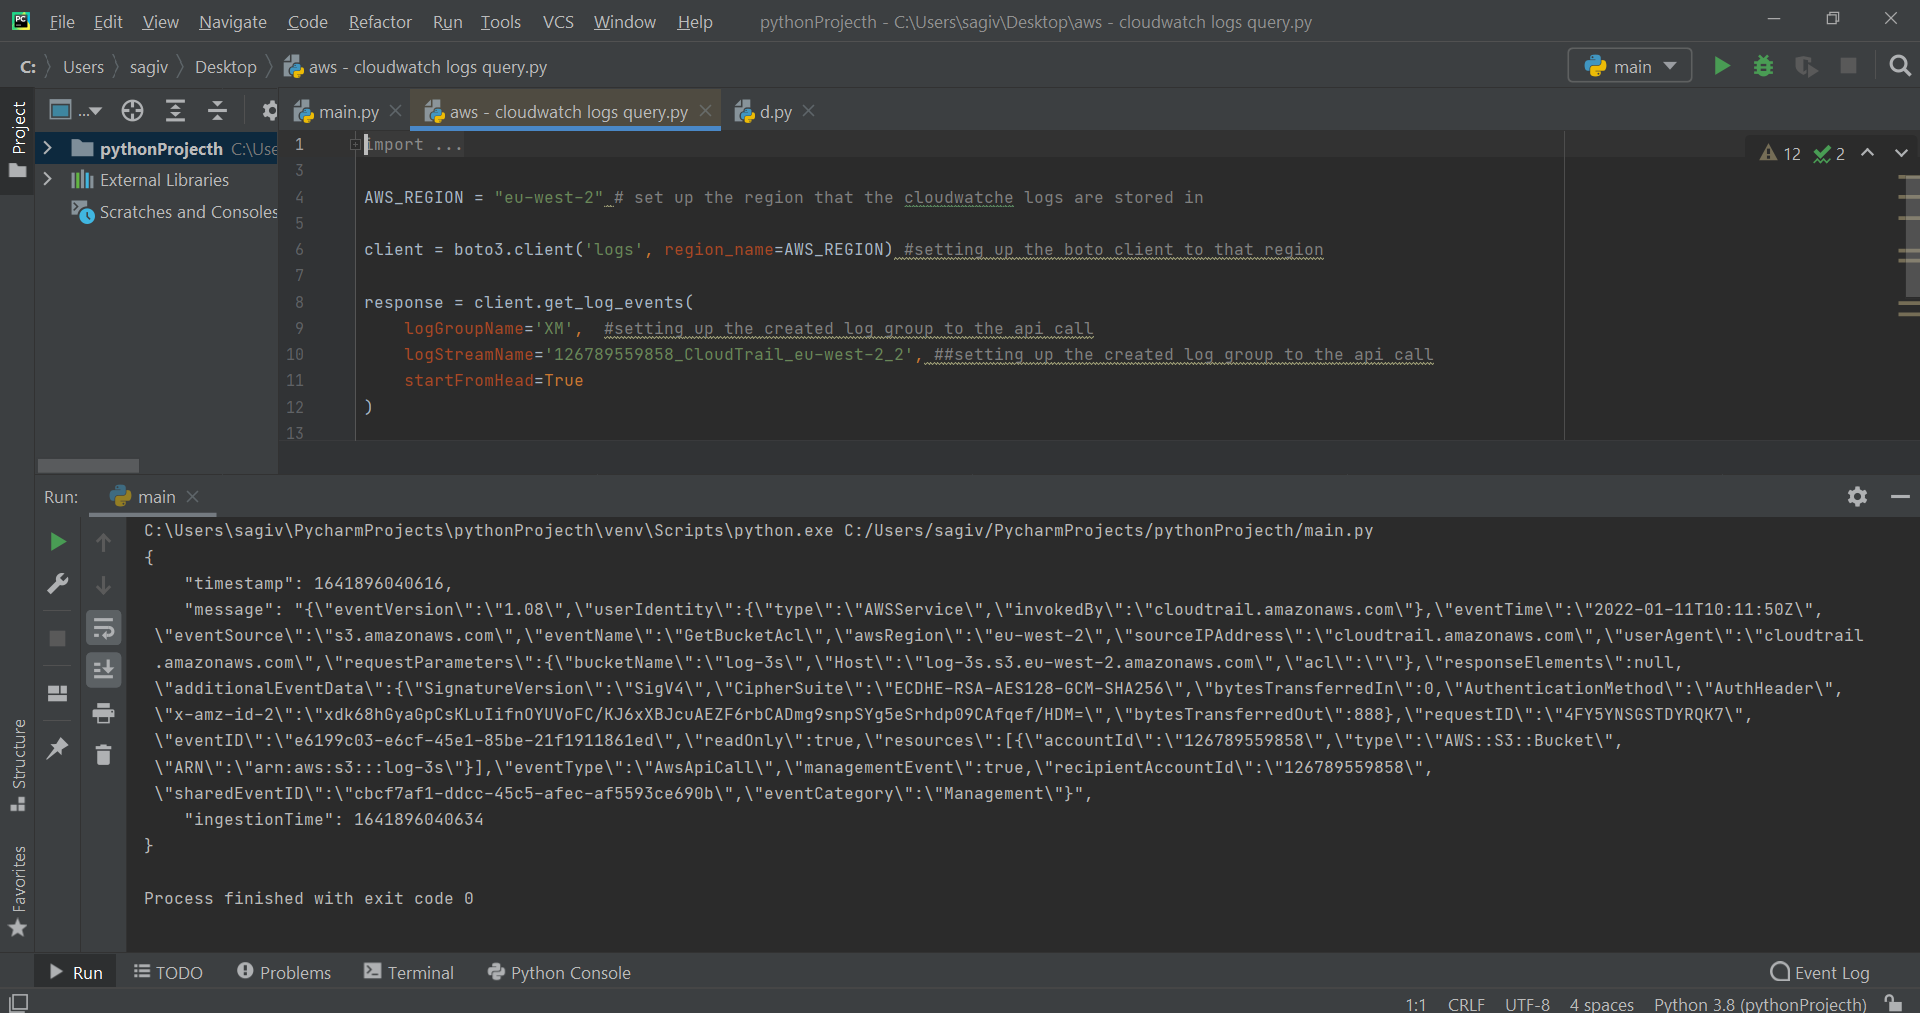 File Edit View Navigate Code Refactor Run Tools VCS Window Help pythonProjecth - C:\Users\sagiv\Desktop\aws - cloudwatch logs query.py
C: Users sagiv Desktop aws - cloudwatch logs query.py main
Project
... main.py aws - cloudwatch logs query.py d.py
pythonProjecth C:\Use
External Libraries
Scratches and Consoles
12 2
1 import ...
3
4 AWS_REGION = "eu-west-2" # set up the region that the cloudwatche logs are stored in
5
6 client = boto3.client('logs', region_name=AWS_REGION) #setting up the boto client to that region
7
8 response = client.get_log_events(
9 logGroupName='XM', #setting up the created log group to the api call
10 logStreamName='126789559858_CloudTrail_eu-west-2_2', ##setting up the created log group to the api call
11 startFromHead=True
12 )
13
Run: main
C:\Users\sagiv\PycharmProjects\pythonProjecth\venv\Scripts\python.exe C:/Users/sagiv/PycharmProjects/pythonProjecth/main.py
{
"timestamp": 1641896040616,
"message": "{\"eventVersion\":\"1.08\",\"userIdentity\":{\"type\":\"AWSService\",\"invokedBy\":\"cloudtrail.amazonaws.com\"},\"eventTime\":\"2022-01-11T10:11:50Z\",
\"eventSource\":\"s3.amazonaws.com\",\"eventName\":\"GetBucketAcl\",\"awsRegion\":\"eu-west-2\",\"sourceIPAddress\":\"cloudtrail.amazonaws.com\",\"userAgent\":\"cloudtrail
.amazonaws.com\",\"requestParameters\":{\"bucketName\":\"log-3s\",\"Host\":\"log-3s.s3.eu-west-2.amazonaws.com\",\"acl\":\"\"},\"responseElements\":null,
\"additionalEventData\":{\"SignatureVersion\":\"SigV4\",\"CipherSuite\":\"ECDHE-RSA-AES128-GCM-SHA256\",\"bytesTransferredIn\":0,\"AuthenticationMethod\":\"AuthHeader\",
\"x-amz-id-2\":\"xdk68hGyaGpCsKLuIifnOYUVoFC/KJ6xXBJcuAEZF6rbCADmg9snpSYg5eSrhdp09CAfqef/HDM=\",\"bytesTransferredOut\":888},\"requestID\":\"4FY5YNSGSTDYRQK7\",
\"eventID\":\"e6199c03-e6cf-45e1-85be-21f1911861ed\",\"readOnly\":true,\"resources\":[{\"accountId\":\"126789559858\",\"type\":\"AWS::S3::Bucket\",
\"ARN\":\"arn:aws:s3:::log-3s\"}],\"eventType\":\"AwsApiCall\",\"managementEvent\":true,\"recipientAccountId\":\"126789559858\",
\"sharedEventID\":\"cbcf7af1-ddcc-45c5-afec-af5593ce690b\",\"eventCategory\":\"Management\"}",
"ingestionTime": 1641896040634
}
Process finished with exit code 0
Structure
Favorites
Run TODO Problems Terminal Python Console Event Log
1:1 CRLF UTF-8 4 spaces Python 3.8 (pythonProjecth)